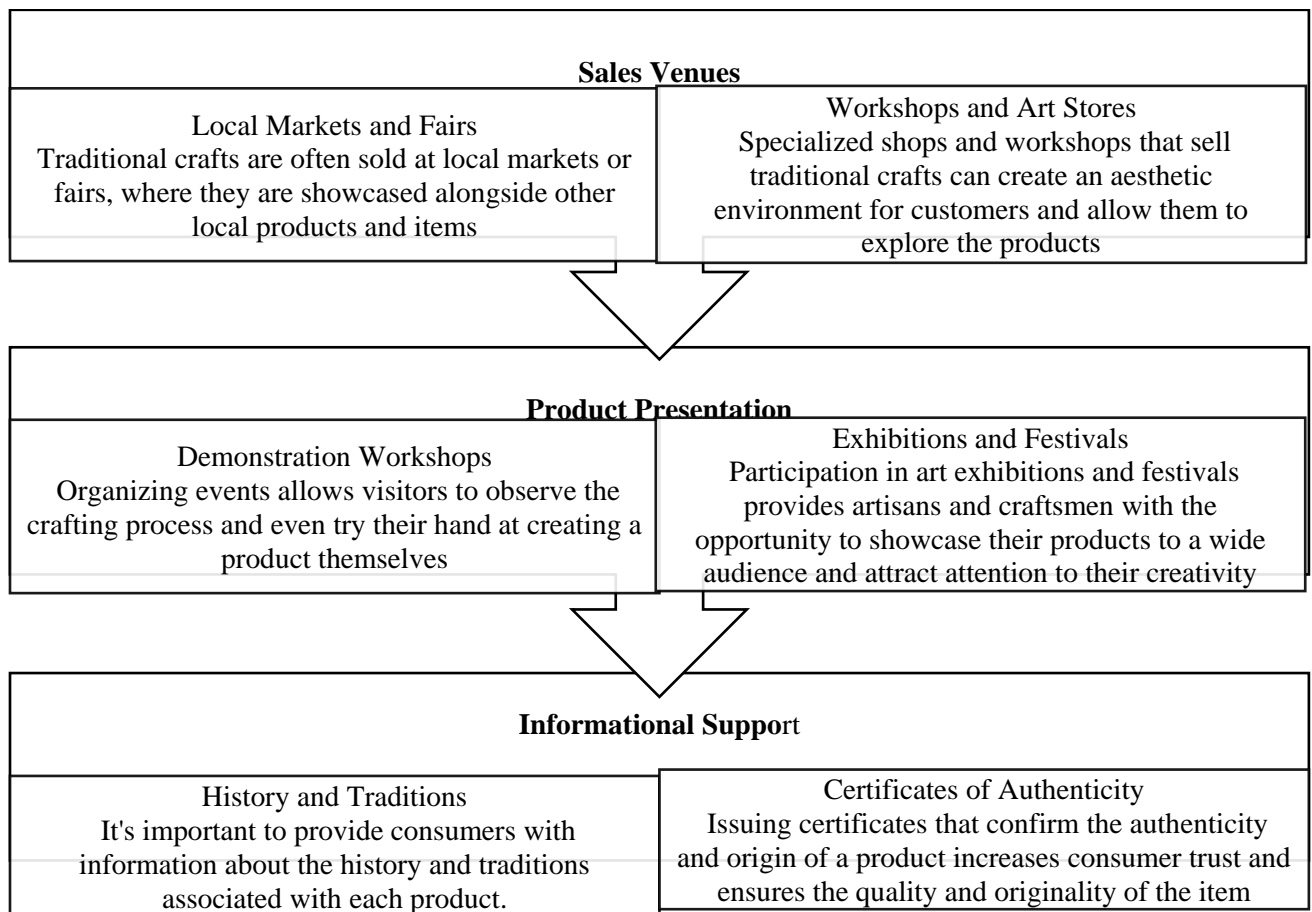 Sales Venues
Local Markets and Fairs
Traditional crafts are often sold at local markets or
fairs, where they are showcased alongside other
local products and items
Workshops and Art Stores
Specialized shops and workshops that sell
traditional crafts can create an aesthetic
environment for customers and allow them to
explore the products
Product Presentation
Demonstration Workshops
Organizing events allows visitors to observe the
crafting process and even try their hand at creating a
product themselves
Exhibitions and Festivals
Participation in art exhibitions and festivals
provides artisans and craftsmen with the
opportunity to showcase their products to a wide
audience and attract attention to their creativity
Informational Support
History and Traditions
It's important to provide consumers with
information about the history and traditions
associated with each product.
Certificates of Authenticity
Issuing certificates that confirm the authenticity
and origin of a product increases consumer trust and
ensures the quality and originality of the item